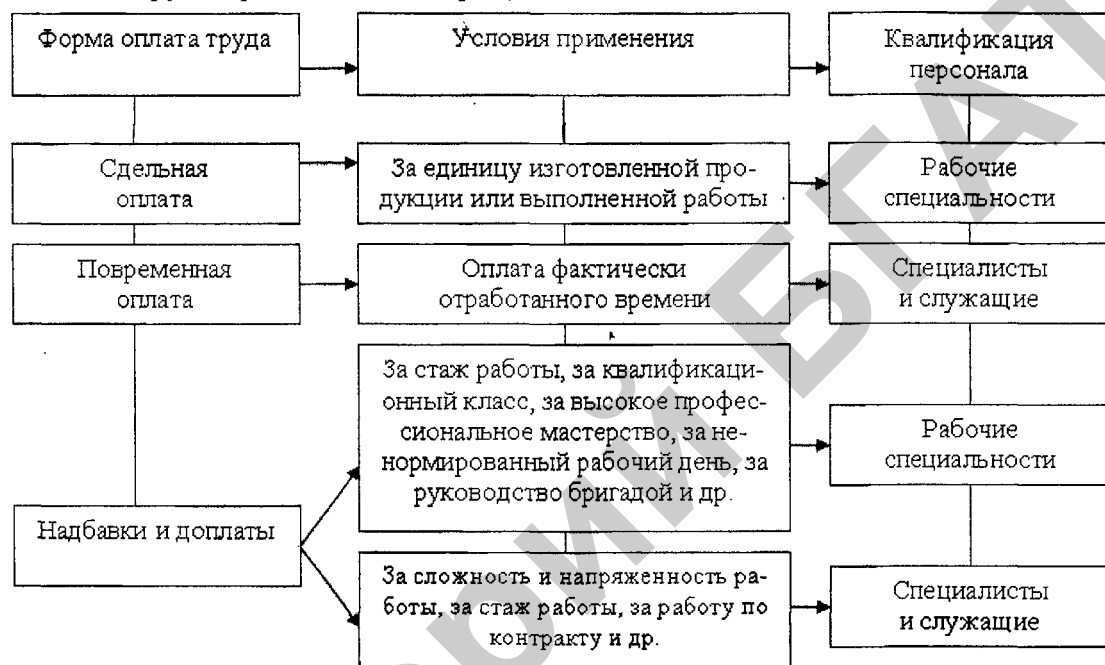 Форма оплата труда
Условия применения
Квалификация
персонала
Сдельная
оплата
За единицу изготовленной про-
дукции или выполненной работы
Рабочие
специальности
Повременная
оплата
Оплата фактически
отработанного времени
Специалисты
и служащие
За стаж работы, за квалификаци-
онный класс, за высокое профес-
сиональное мастерство, за не-
нормированный рабочий день, за
руководство бригадой и др.
Рабочие
специальности
Надбавки и доплаты
За сложность и напряженность ра-
боты, за стаж работы, за работу по
контракту и др.
Специалисты
и служащие